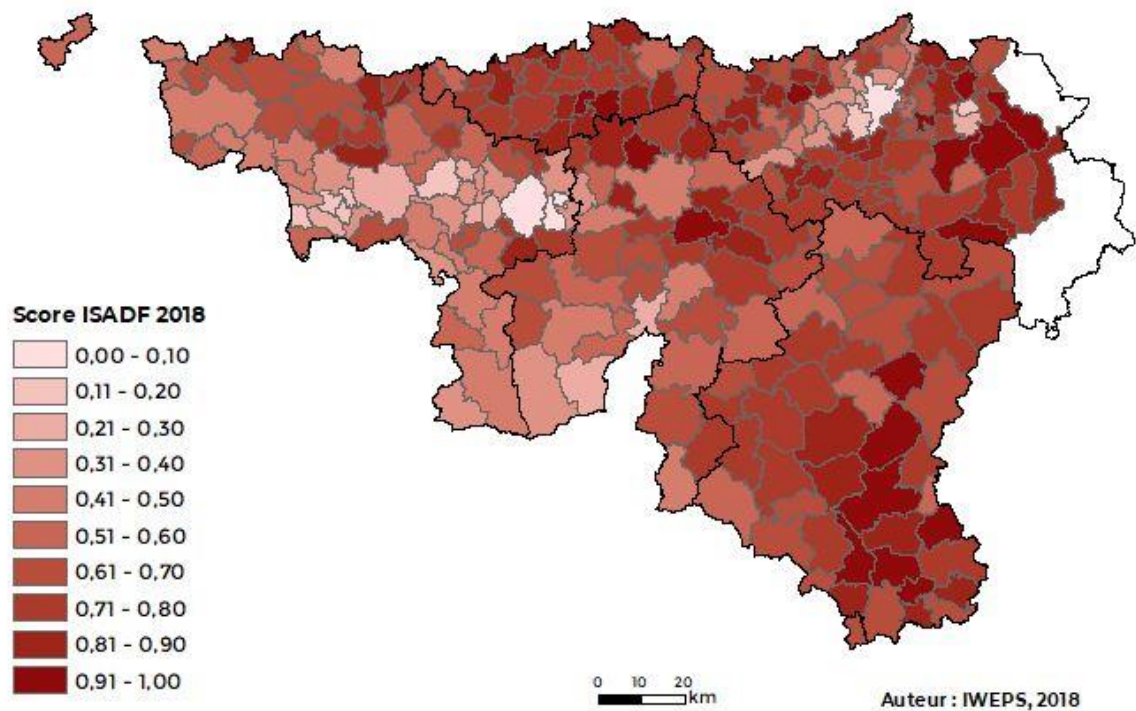 Score ISADF 2018
0,00 - 0,10
0,11 - 0,20
0,21 - 0,30
0,31 - 0,40
0,41 - 0,50
0,51 - 0,60
0,61 - 0,70
0,71 - 0,80
0,81 - 0,90
0,91 - 1,00
0 10 20
km
Auteur : IWEPS, 2018